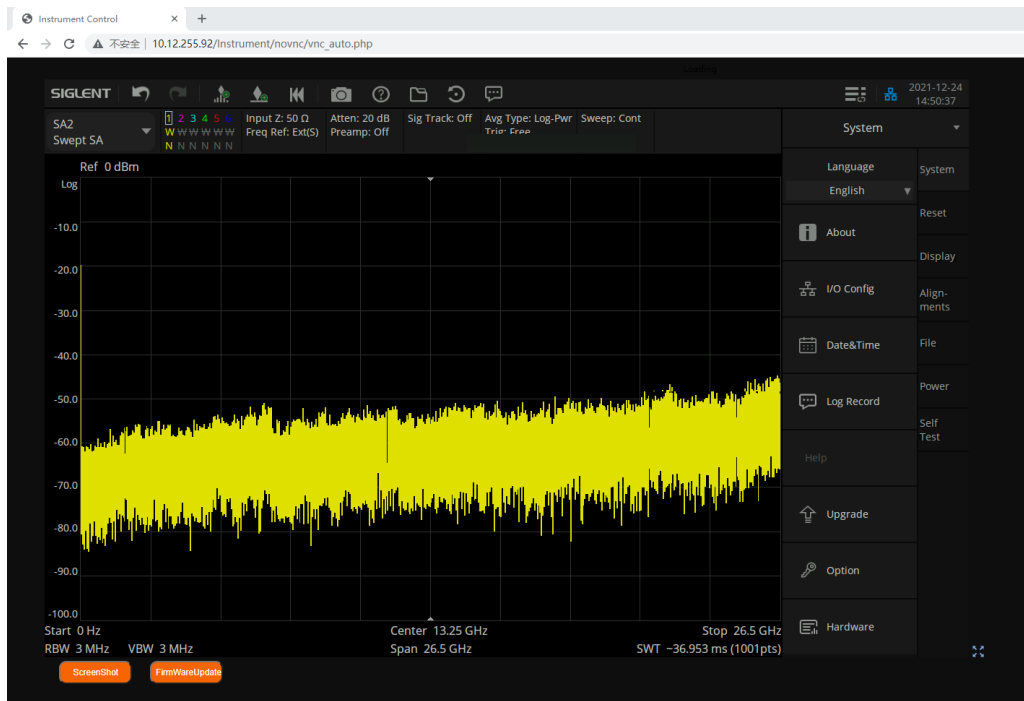 Instrument Control
不安全 | 10.12.255.92/Instrument/novnc/vnc_auto.php
Loading
SIGLENT
2021-12-24
14:50:37
SA2
Swept SA
1 2 3 4 5 6
W W W W W W
N N N N N N
Input Z: 50 Ω
Freq Ref: Ext(S)
Atten: 20 dB
Preamp: Off
Sig Track: Off
Avg Type: Log-Pwr
Trig: Free
Sweep: Cont
System
Ref 0 dBm
Log
-10.0
-20.0
-30.0
-40.0
-50.0
-60.0
-70.0
-80.0
-90.0
-100.0
Start 0 Hz
Center 13.25 GHz
Stop 26.5 GHz
RBW 3 MHz
VBW 3 MHz
Span 26.5 GHz
SWT ~36.953 ms (1001pts)
Language
English
About
I/O Config
Date&Time
Log Record
Help
Upgrade
Option
Hardware
System
Reset
Display
Align-
ments
File
Power
Self
Test
ScreenShot
FirmWareUpdate